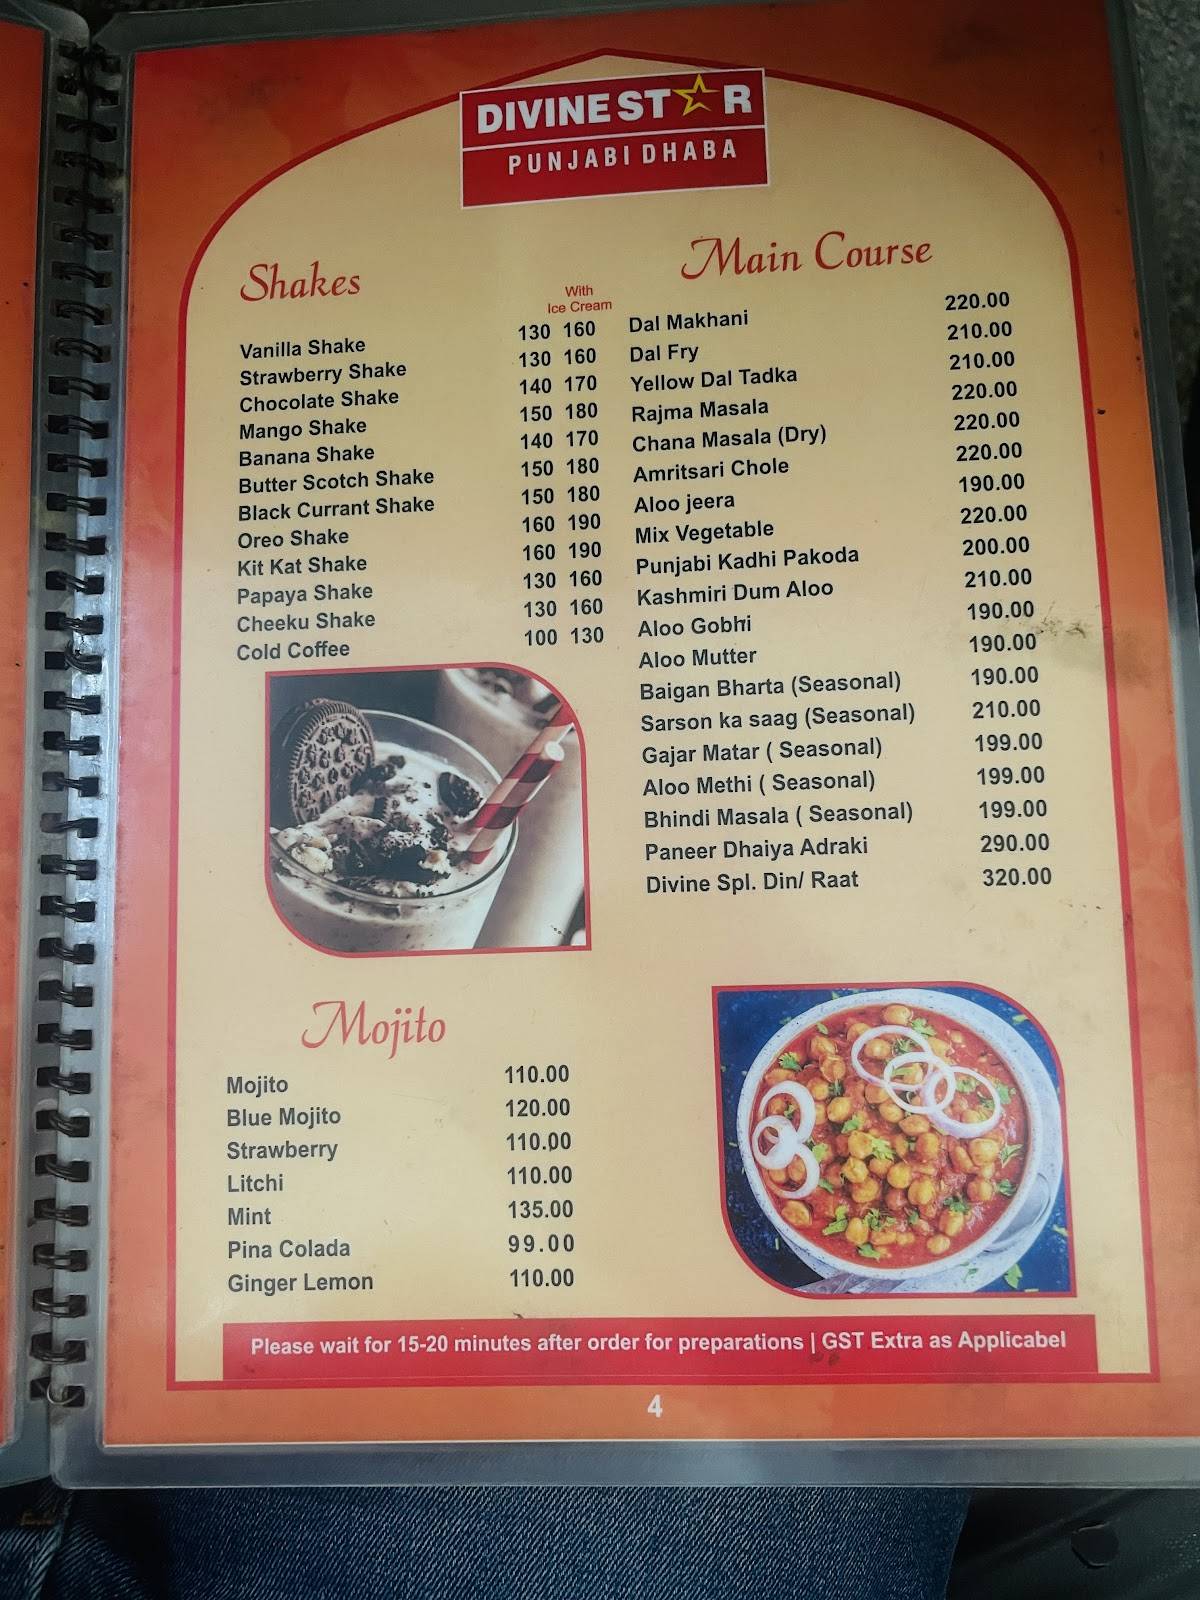 DIVINE STAR
PUNJABI DHABA
Shakes
With
Ice Cream
Vanilla Shake 130 160
Strawberry Shake 130 160
Chocolate Shake 140 170
Mango Shake 150 180
Banana Shake 140 170
Butter Scotch Shake 150 180
Black Currant Shake 150 180
Oreo Shake 160 190
Kit Kat Shake 160 190
Papaya Shake 130 160
Cheeku Shake 130 160
Cold Coffee 100 130
Main Course
Dal Makhani 220.00
Dal Fry 210.00
Yellow Dal Tadka 210.00
Rajma Masala 220.00
Chana Masala (Dry) 220.00
Amritsari Chole 220.00
Aloo jeera 190.00
Mix Vegetable 220.00
Punjabi Kadhi Pakoda 200.00
Kashmiri Dum Aloo 210.00
Aloo Gobhi 190.00
Aloo Mutter 190.00
Baigan Bharta (Seasonal) 190.00
Sarson ka saag (Seasonal) 210.00
Gajar Matar ( Seasonal) 199.00
Aloo Methi ( Seasonal) 199.00
Bhindi Masala ( Seasonal) 199.00
Paneer Dhaiya Adraki 290.00
Divine Spl. Din/ Raat 320.00
Mojito
Mojito 110.00
Blue Mojito 120.00
Strawberry 110.00
Litchi 110.00
Mint 135.00
Pina Colada 99.00
Ginger Lemon 110.00
Please wait for 15-20 minutes after order for preparations | GST Extra as Applicabel
4